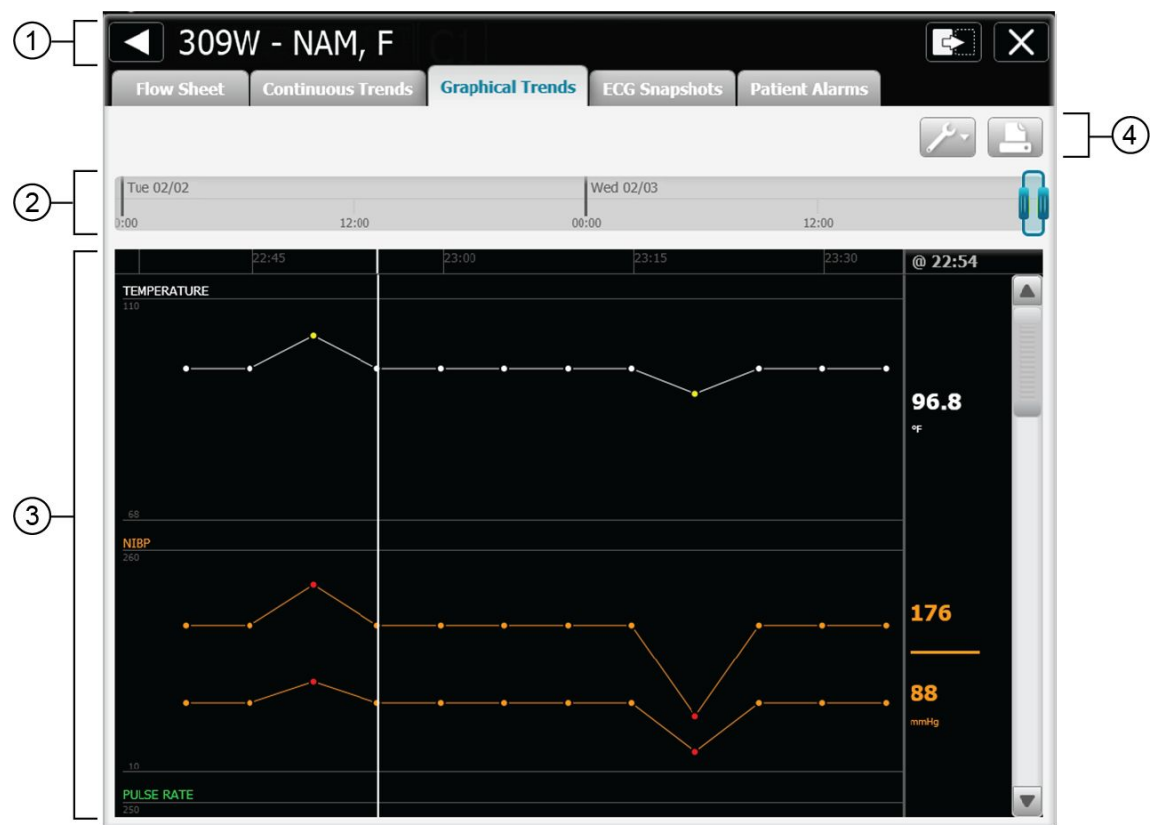 1
309W - NAM, F
Flow Sheet Continuous Trends Graphical Trends ECG Snapshots Patient Alarms
4
2
Tue 02/02 Wed 02/03
0:00 12:00 00:00 12:00
22:45 23:00 23:15 23:30 @ 22:54
TEMPERATURE
110
96.8
°F
3
68
NIBP
260
176
88
mmHg
10
PULSE RATE
250